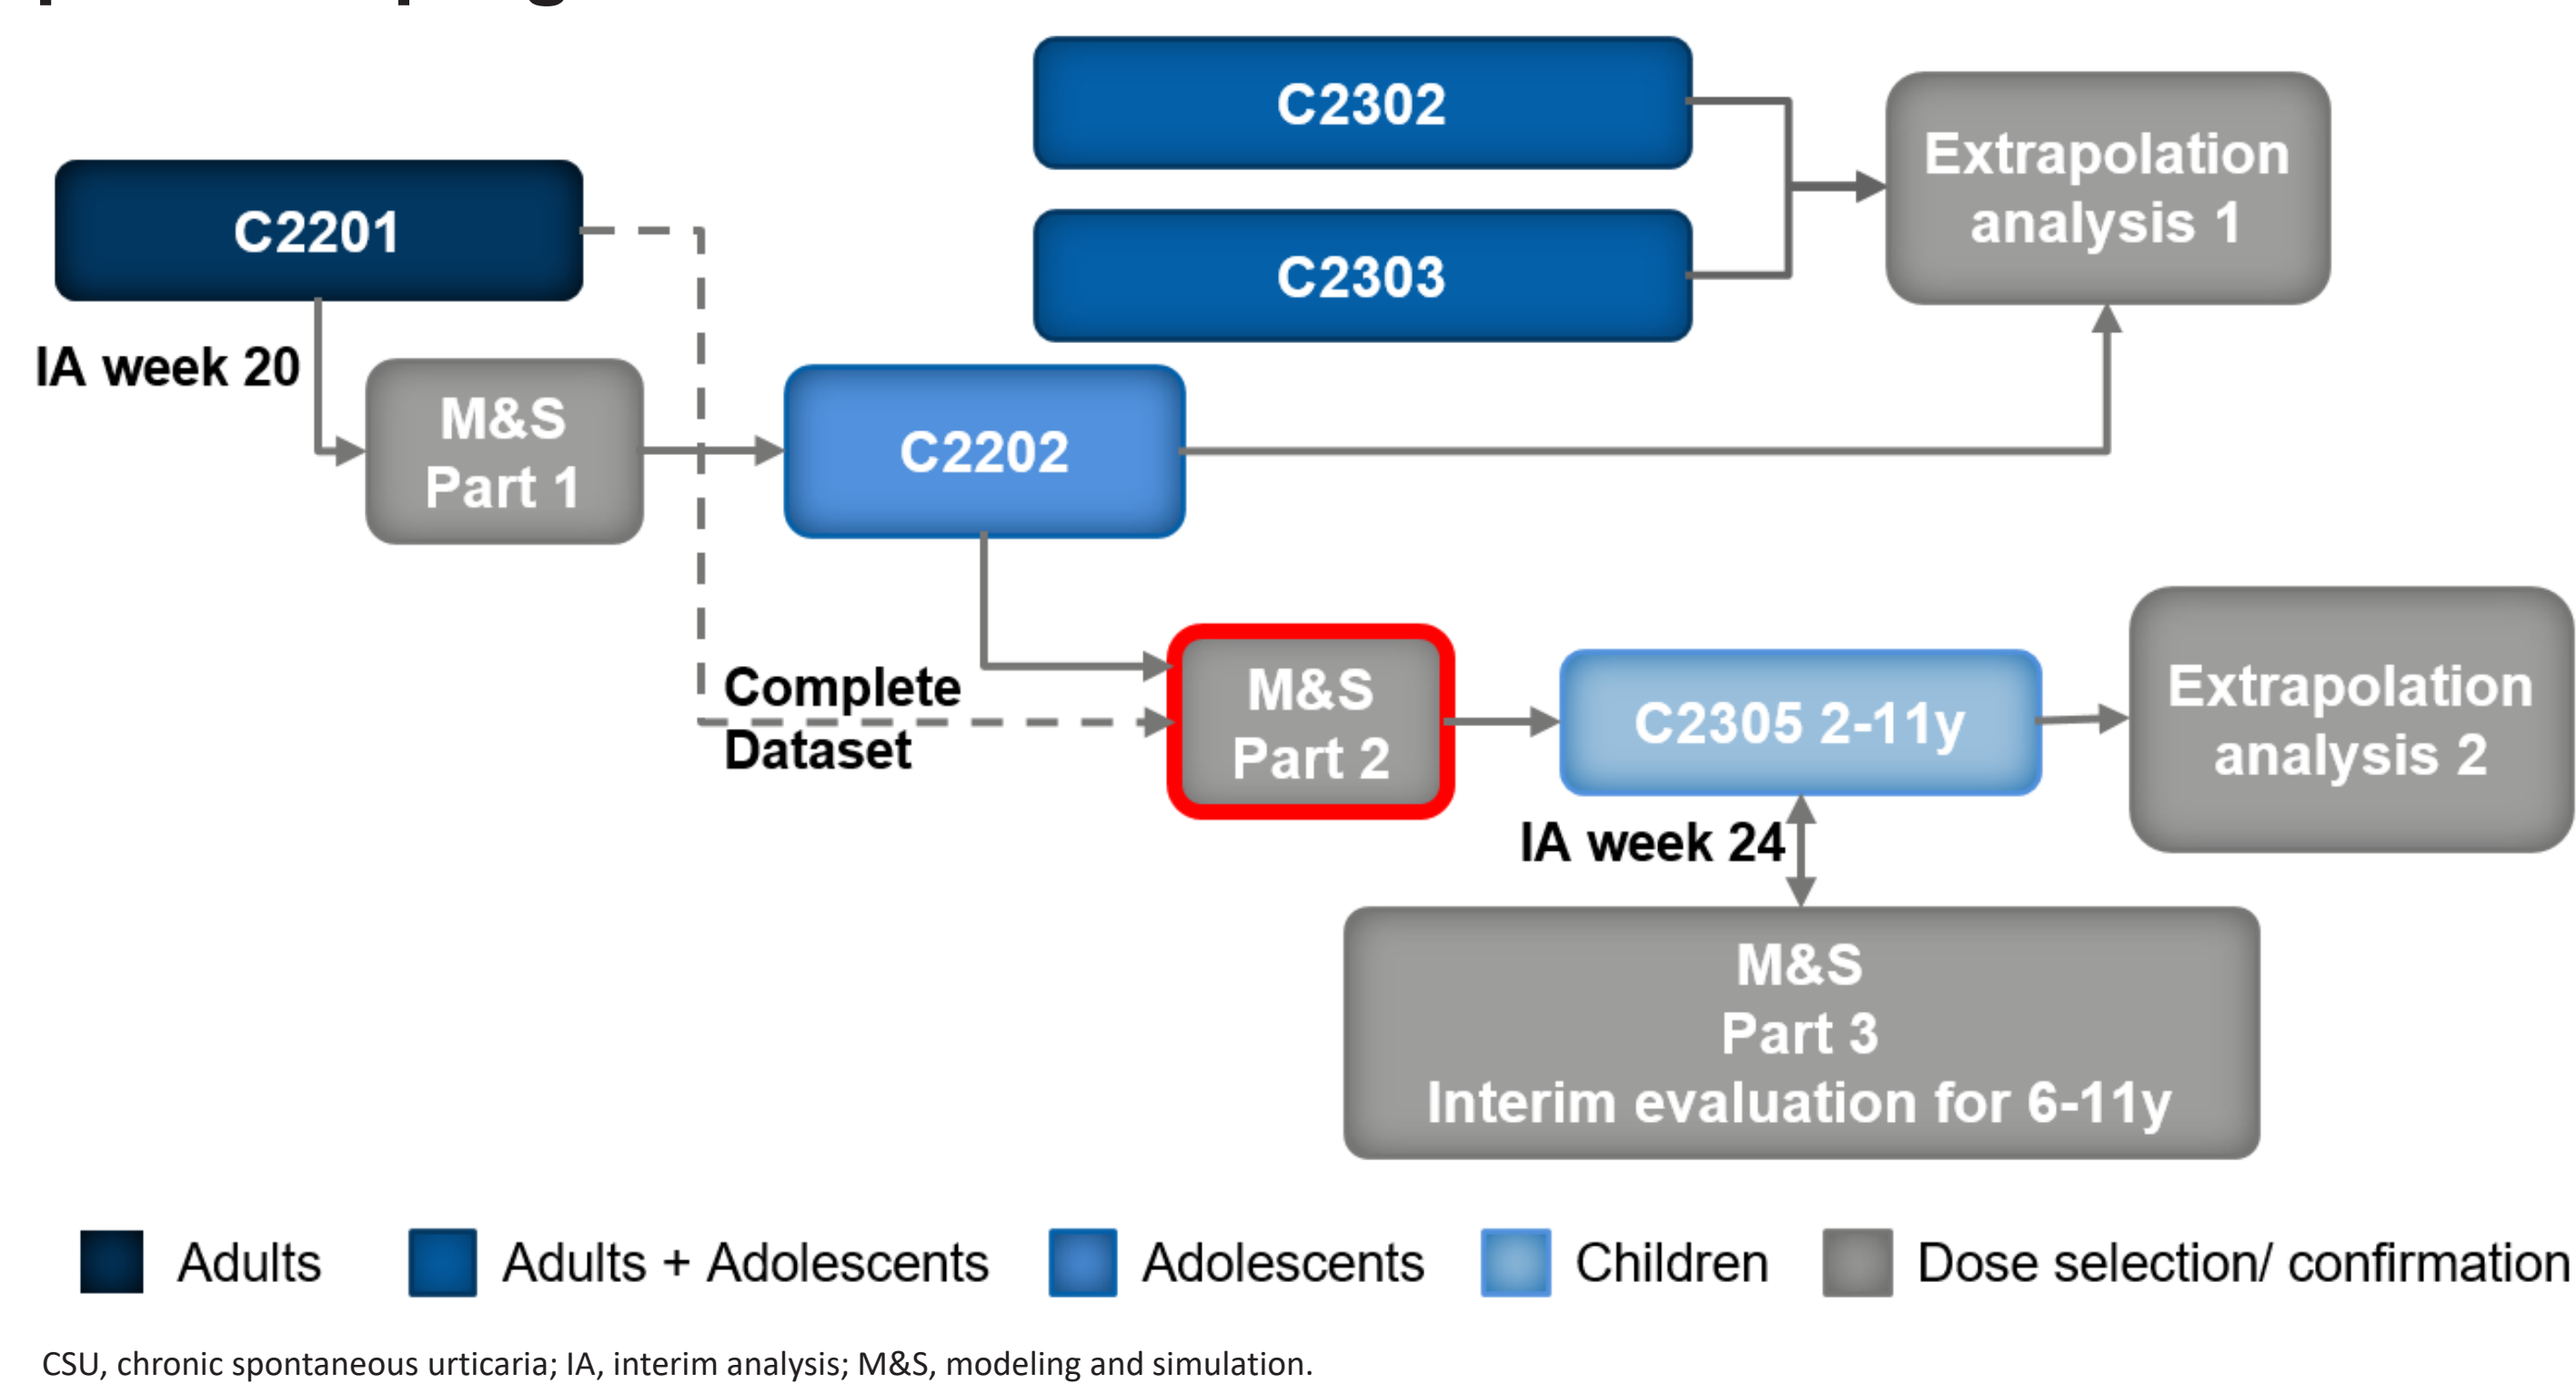 C2302
Extrapolation
analysis 1
C2201
C2303
IA week 20
M&S
Part 1
C2202
Complete
Dataset
M&S
Part 2
C2305 2-11y
Extrapolation
analysis 2
IA week 24
M&S
Part 3
Interim evaluation for 6-11y
Adults
Adults + Adolescents
Adolescents
Children
Dose selection/ confirmation
CSU, chronic spontaneous urticaria; IA, interim analysis; M&S, modeling and simulation.